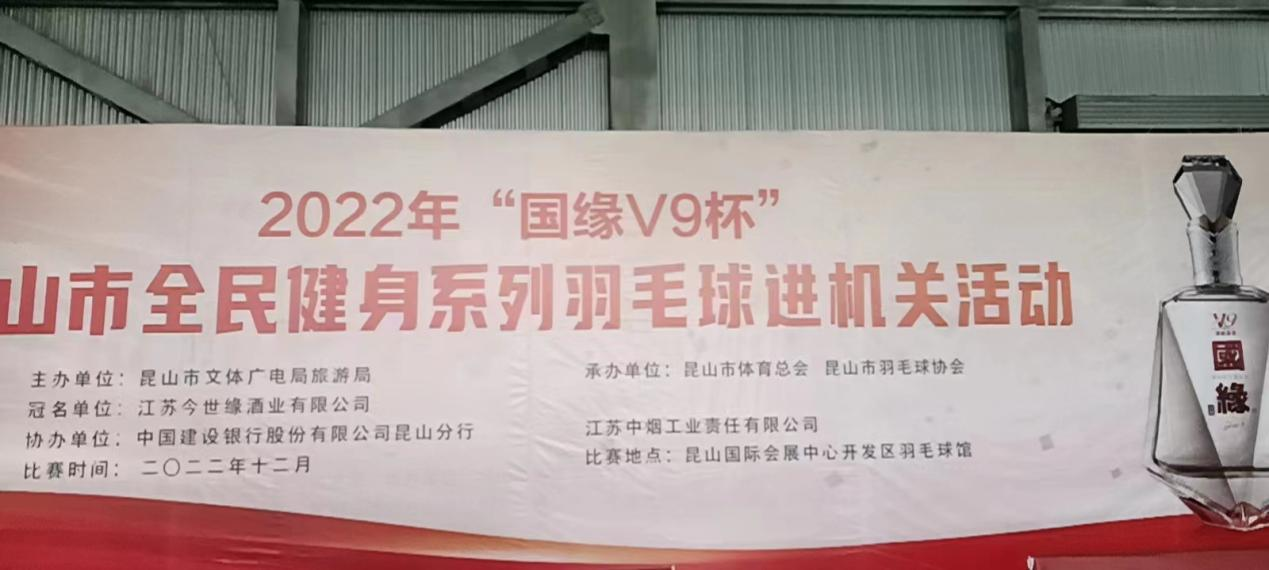 2022年“国缘V9杯”
山市全民健身系列羽毛球进机关活动
主办单位：昆山市文体广电局旅游局
冠名单位：江苏今世缘酒业有限公司
协办单位：中国建设银行股份有限公司昆山分行
比赛时间：二〇二二年十二月
承办单位：昆山市体育总会 昆山市羽毛球协会
江苏中烟工业责任有限公司
比赛地点：昆山国际会展中心开发区羽毛球馆
V9
國
緣